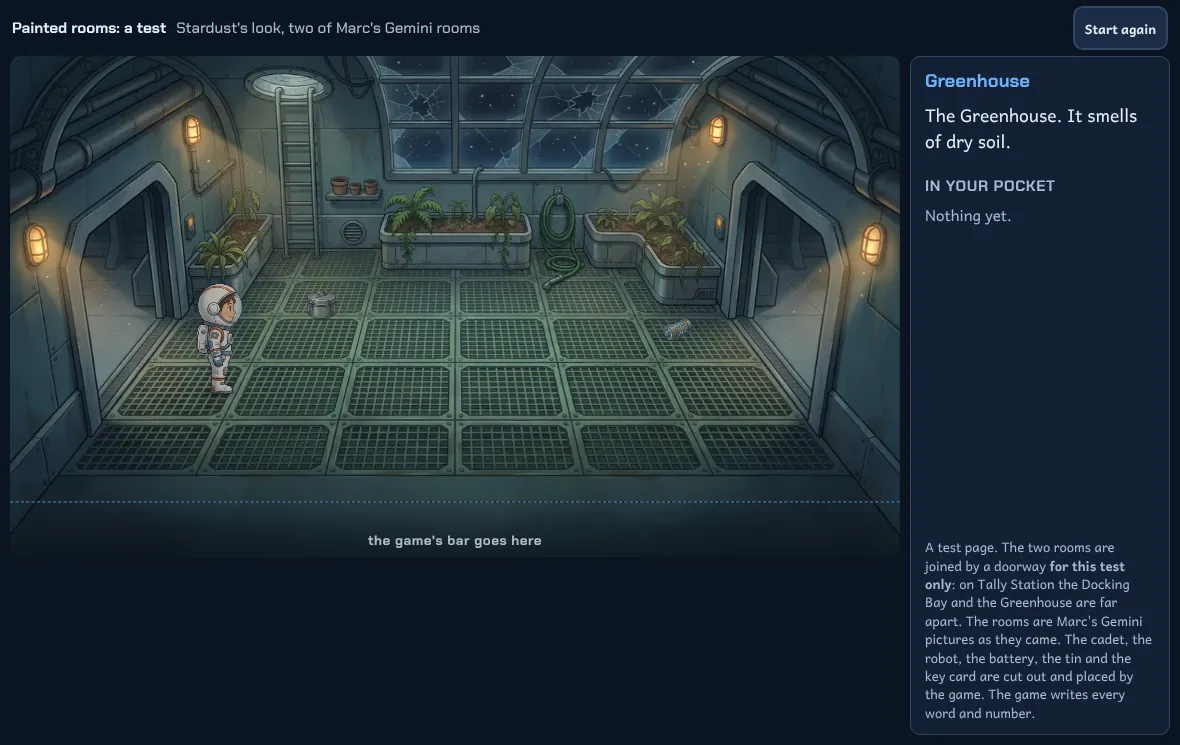 Painted rooms: a test Stardust's look, two of Marc's Gemini rooms
Start again
Greenhouse
The Greenhouse. It smells
of dry soil.
IN YOUR POCKET
Nothing yet.
the game's bar goes here
A test page. The two rooms are
joined by a doorway for this test
only: on Tally Station the Docking
Bay and the Greenhouse are far
apart. The rooms are Marc's Gemini
pictures as they came. The cadet, the
robot, the battery, the tin and the
key card are cut out and placed by
the game. The game writes every
word and number.